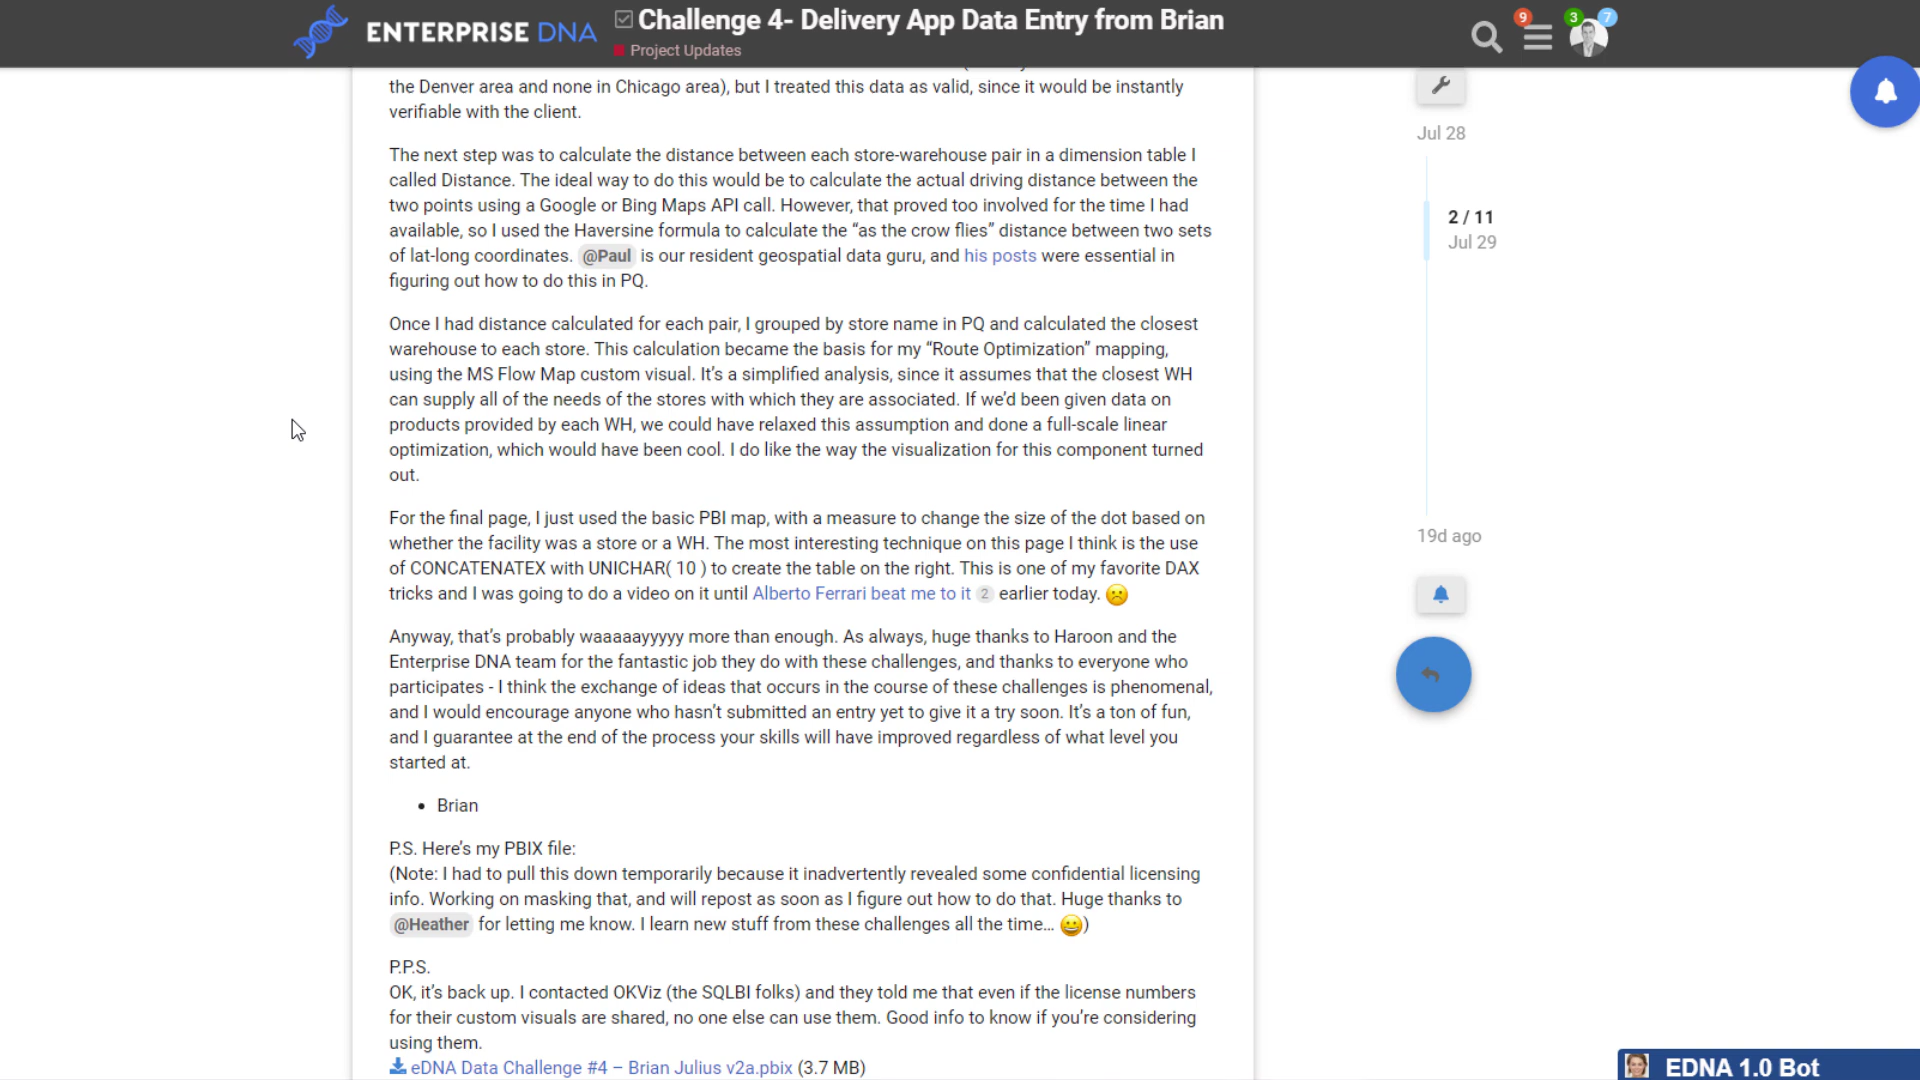 ENTERPRISE DNA
Challenge 4- Delivery App Data Entry from Brian
Project Updates
9
3
7
the Denver area and none in Chicago area), but I treated this data as valid, since it would be instantly
verifiable with the client.
The next step was to calculate the distance between each store-warehouse pair in a dimension table I
called Distance. The ideal way to do this would be to calculate the actual driving distance between the
two points using a Google or Bing Maps API call. However, that proved too involved for the time I had
available, so I used the Haversine formula to calculate the “as the crow flies” distance between two sets
of lat-long coordinates. @Paul is our resident geospatial data guru, and his posts were essential in
figuring out how to do this in PQ.
Once I had distance calculated for each pair, I grouped by store name in PQ and calculated the closest
warehouse to each store. This calculation became the basis for my “Route Optimization” mapping,
using the MS Flow Map custom visual. It’s a simplified analysis, since it assumes that the closest WH
can supply all of the needs of the stores with which they are associated. If we’d been given data on
products provided by each WH, we could have relaxed this assumption and done a full-scale linear
optimization, which would have been cool. I do like the way the visualization for this component turned
out.
For the final page, I just used the basic PBI map, with a measure to change the size of the dot based on
whether the facility was a store or a WH. The most interesting technique on this page I think is the use
of CONCATENATEX with UNICHAR( 10 ) to create the table on the right. This is one of my favorite DAX
tricks and I was going to do a video on it until Alberto Ferrari beat me to it 2 earlier today.
Anyway, that’s probably waaaaayyyyy more than enough. As always, huge thanks to Haroon and the
Enterprise DNA team for the fantastic job they do with these challenges, and thanks to everyone who
participates - I think the exchange of ideas that occurs in the course of these challenges is phenomenal,
and I would encourage anyone who hasn’t submitted an entry yet to give it a try soon. It’s a ton of fun,
and I guarantee at the end of the process your skills will have improved regardless of what level you
started at.
• Brian
P.S. Here’s my PBIX file:
(Note: I had to pull this down temporarily because it inadvertently revealed some confidential licensing
info. Working on masking that, and will repost as soon as I figure out how to do that. Huge thanks to
@Heather for letting me know. I learn new stuff from these challenges all the time… )
P.P.S.
OK, it’s back up. I contacted OKViz (the SQLBI folks) and they told me that even if the license numbers
for their custom visuals are shared, no one else can use them. Good info to know if you’re considering
using them.
eDNA Data Challenge #4 – Brian Julius v2a.pbix (3.7 MB)
Jul 28
2 / 11
Jul 29
19d ago
EDNA 1.0 Bot